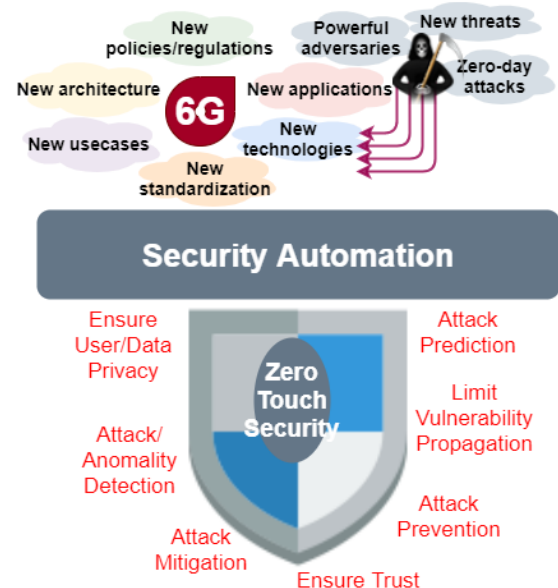 New
policies/regulations
Powerful
adversaries
New threats
Zero-day
attacks
New architecture
6G
New applications
New usecases
New
technologies
New
standardization
Security Automation
Ensure
User/Data
Privacy
Attack
Prediction
Zero
Touch
Security
Limit
Vulnerability
Propagation
Attack/
Anomality
Detection
Attack
Prevention
Attack
Mitigation
Ensure Trust